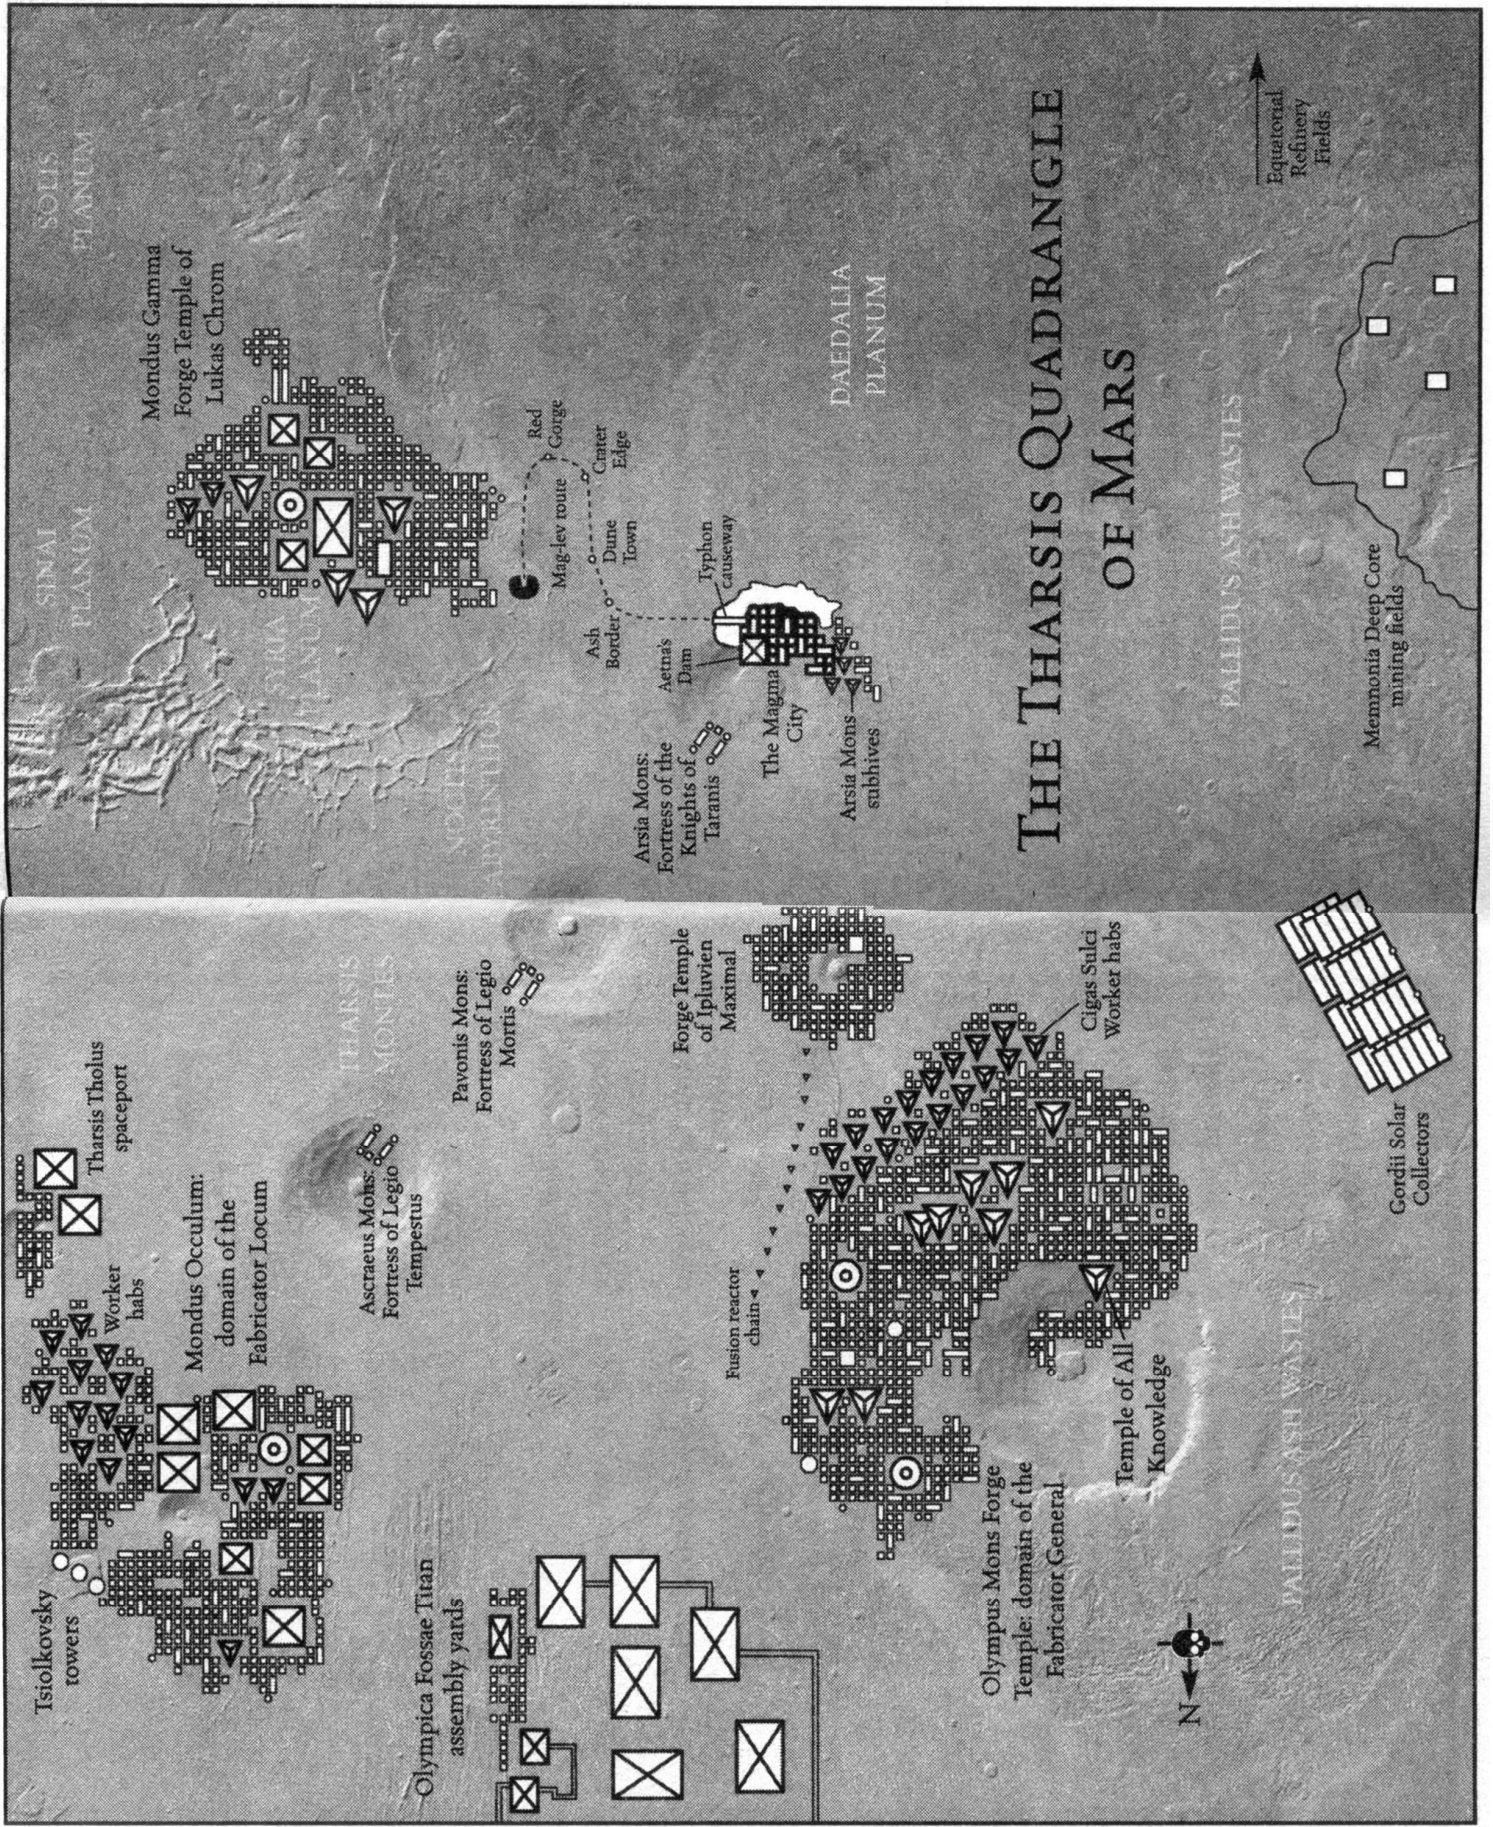 THE THARSIS QUADRANGLE
OF MARS
Tsiolkovsky
towers
Worker
habs
Tharsis Tholus
spaceport
Mondus Occulum:
domain of the
Fabricator Locum
Ascraeus Mons:
Fortress of Legio
Tempestus
THARSIS
MONTES
Pavonis Mons:
Fortress of Legio
Mortis
Olympica Fossae Titan
assembly yards
Fusion reactor
chain
Forge Temple
of Ipluvien
Maximal
Cigas Sulci
Worker habs
Olympus Mons Forge
Temple: domain of the
Fabricator General
Temple of All
Knowledge
PALLIDUS ASH WASTES
Gordii Solar
Collectors
N
SINAI
PLANUM
SOLIS
PLANUM
SYRIA
PLANUM
NOCTIS
LABYRINTUS
Mondus Gamma
Forge Temple of
Lukas Chrom
Mag-lev route
Red
Gorge
Crater
Edge
Dune
Town
Ash
Border
Typhon
causeway
Aetna's
Dam
The Magma
City
Arsia Mons:
Fortress of the
Knights of
Taranis
Arsia Mons
subhives
DAEDALIA
PLANUM
PALLIDUS ASH WASTES
Memnonia Deep Core
mining fields
Equatorial
Refinery
Fields